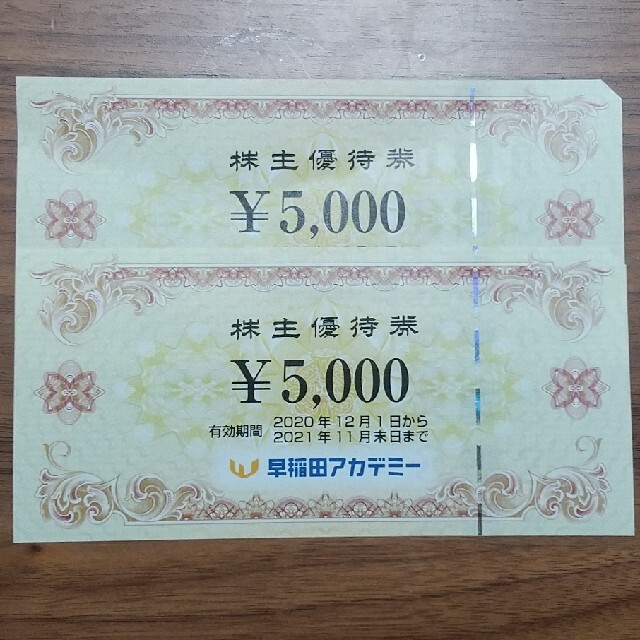 株主優待券
￥5,000
株主優待券
￥5,000
有効期間 2020年12月1日から
2021年11月末日まで
早稲田アカデミー